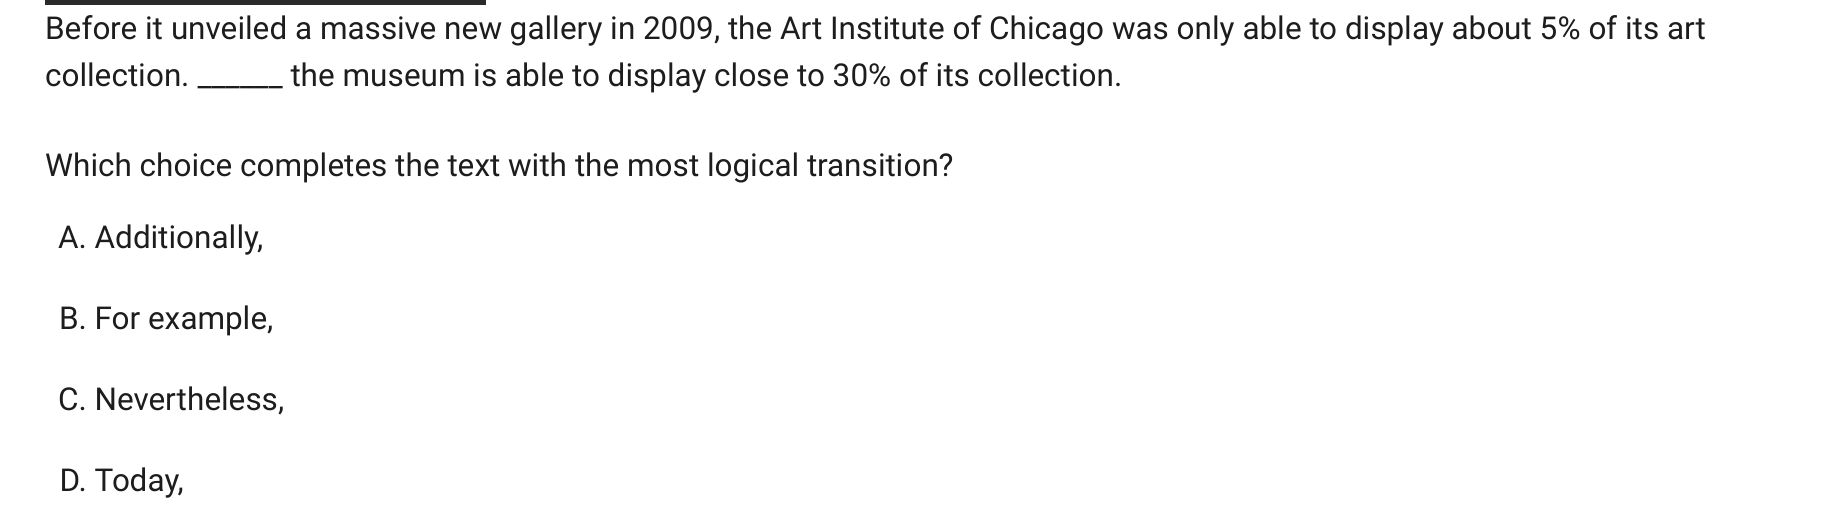 Before it unveiled a massive new gallery in 2009, the Art Institute of Chicago was only able to display about 5% of its art
collection. ______ the museum is able to display close to 30% of its collection.
Which choice completes the text with the most logical transition?
A. Additionally,
B. For example,
C. Nevertheless,
D. Today,